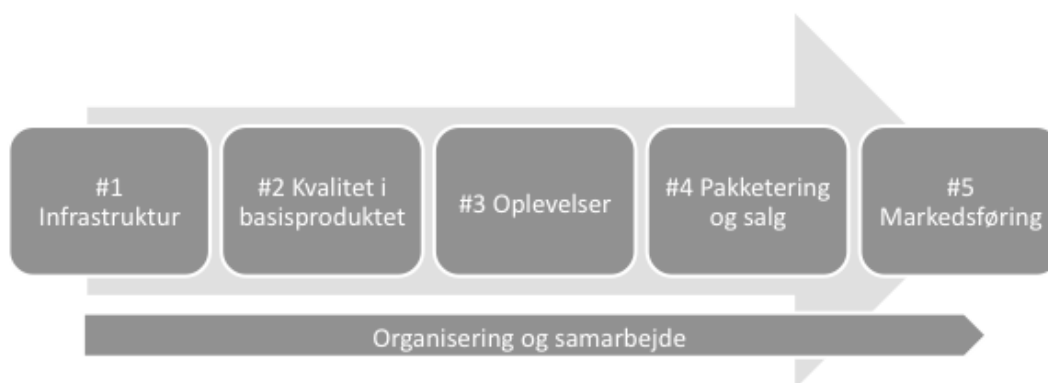 #1
Infrastruktur
#2 Kvalitet i
basisproduktet
#3 Oplevelser
#4 Pakketering
og salg
#5
Markedsføring
Organisering og samarbejde